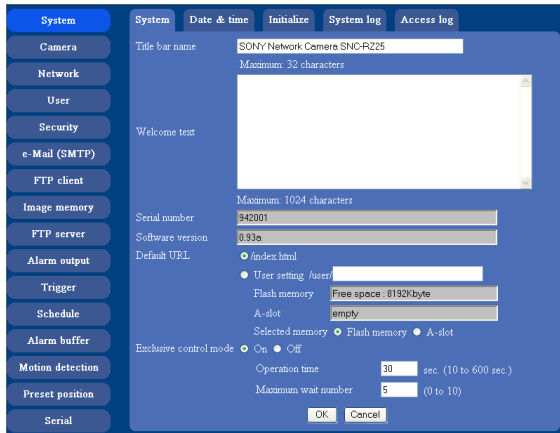 System
Camera
Network
User
Security
e-Mail (SMTP)
FTP client
Image memory
FTP server
Alarm output
Trigger
Schedule
Alarm buffer
Motion detection
Preset position
Serial
System Date & time Initialize System log Access log
Title bar name SONY Network Camera SNC-RZ25
Maximum: 32 characters
Welcome text
Maximum: 1024 characters
Serial number 942001
Software version 0.93a
Default URL /index.html
User setting /user/
Flash memory Free space : 8192Kbyte
A-slot empty
Selected memory Flash memory A-slot
Exclusive control mode On Off
Operation time 30 sec. (10 to 600 sec.)
Maximum wait number 5 (0 to 10)
OK Cancel